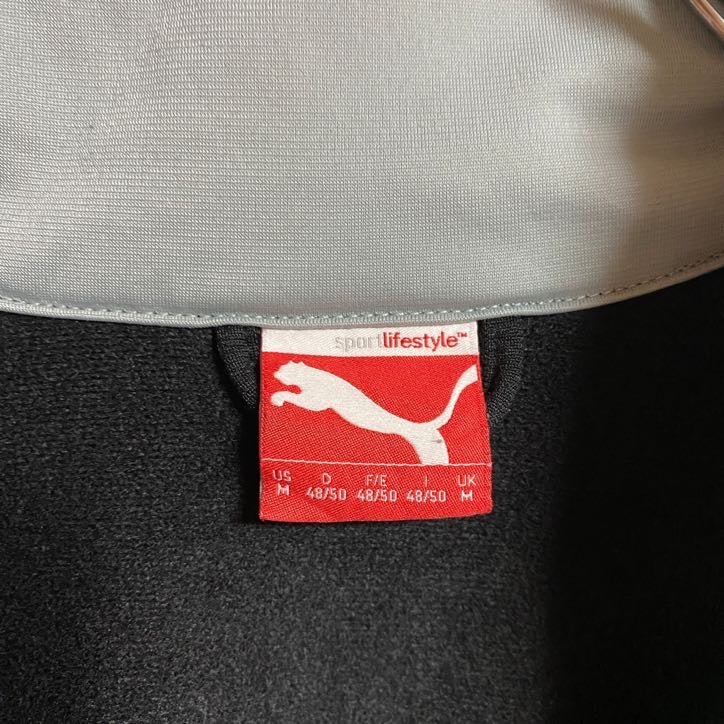 sportlifestyle™
US D F/E I UK
M 48/50 48/50 48/50 M